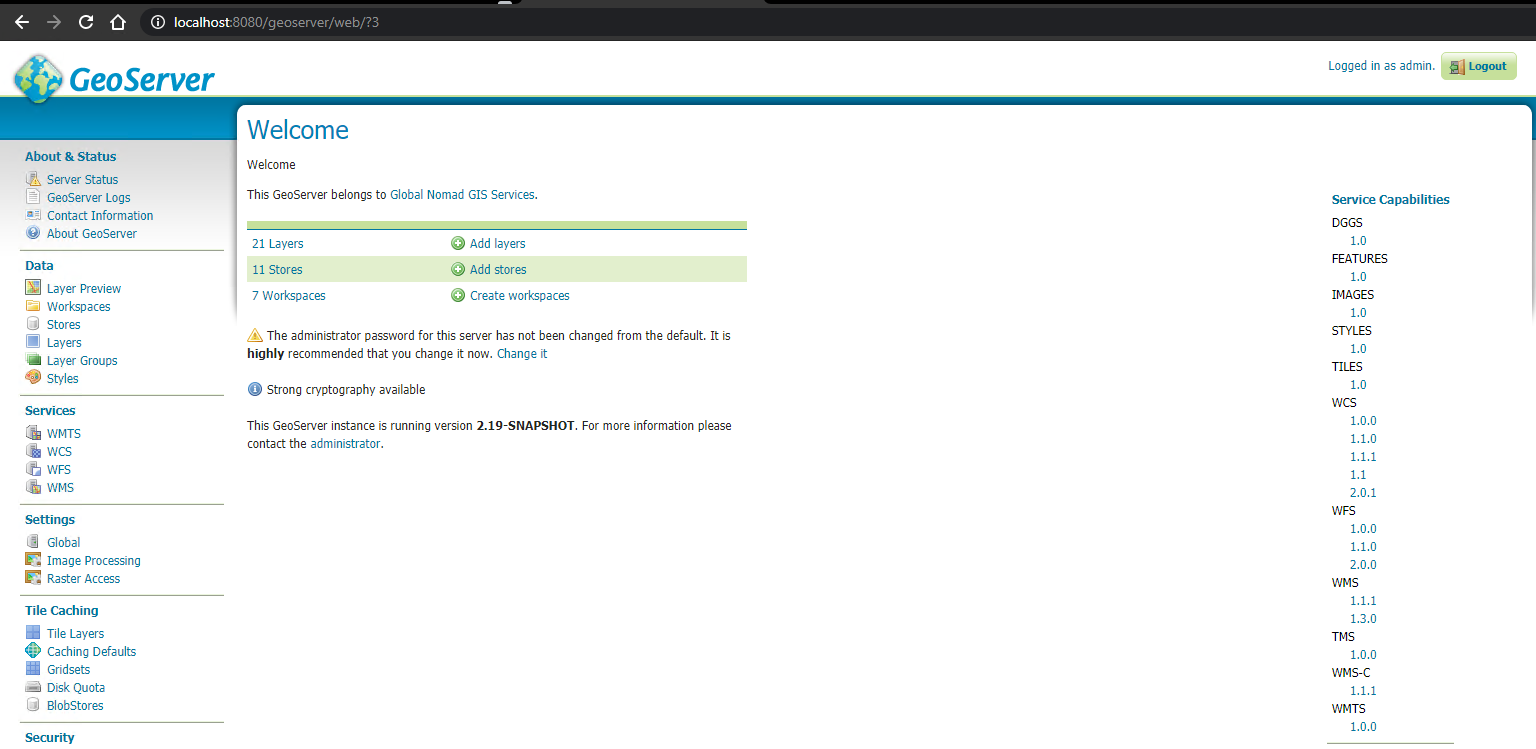 localhost:8080/geoserver/web/?3
GeoServer
Logged in as admin.
Logout
About & Status
Server Status
GeoServer Logs
Contact Information
About GeoServer
Data
Layer Preview
Workspaces
Stores
Layers
Layer Groups
Styles
Services
WMTS
WCS
WFS
WMS
Settings
Global
Image Processing
Raster Access
Tile Caching
Tile Layers
Caching Defaults
Gridsets
Disk Quota
BlobStores
Security
Welcome
Welcome
This GeoServer belongs to Global Nomad GIS Services.
21 Layers Add layers
11 Stores Add stores
7 Workspaces Create workspaces
The administrator password for this server has not been changed from the default. It is
highly recommended that you change it now. Change it
Strong cryptography available
This GeoServer instance is running version 2.19-SNAPSHOT. For more information please
contact the administrator.
Service Capabilities
DGGS
1.0
FEATURES
1.0
IMAGES
1.0
STYLES
1.0
TILES
1.0
WCS
1.0.0
1.1.0
1.1.1
1.1
2.0.1
WFS
1.0.0
1.1.0
2.0.0
WMS
1.1.1
1.3.0
TMS
1.0.0
WMS-C
1.1.1
WMTS
1.0.0